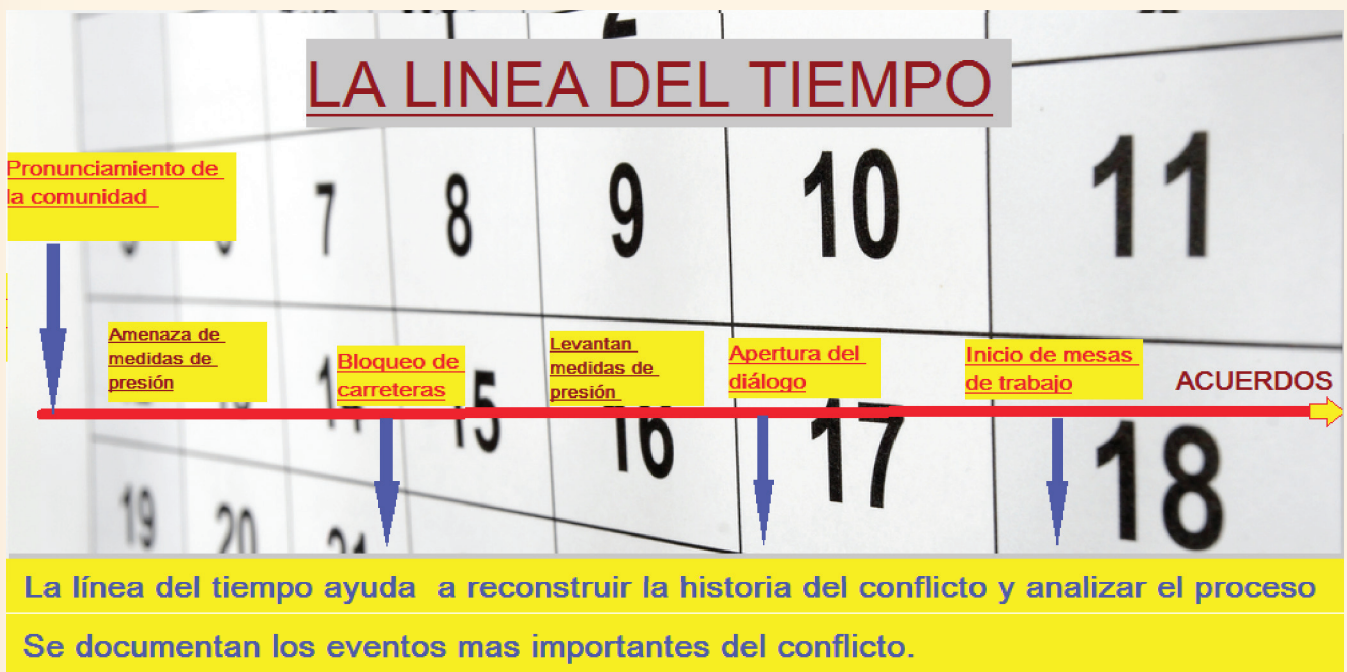 LA LINEA DEL TIEMPO
2
7
8
9
10
11
Pronunciamiento de
la comunidad
Amenaza de
medidas de
presión
Bloqueo de
carreteras
Levantan
medidas de
presión
Apertura del
diálogo
Inicio de mesas
de trabajo
ACUERDOS
15
16
17
18
19
20
21
La línea del tiempo ayuda  a reconstruir la historia del conflicto y analizar el proceso
Se documentan los eventos mas importantes del conflicto.